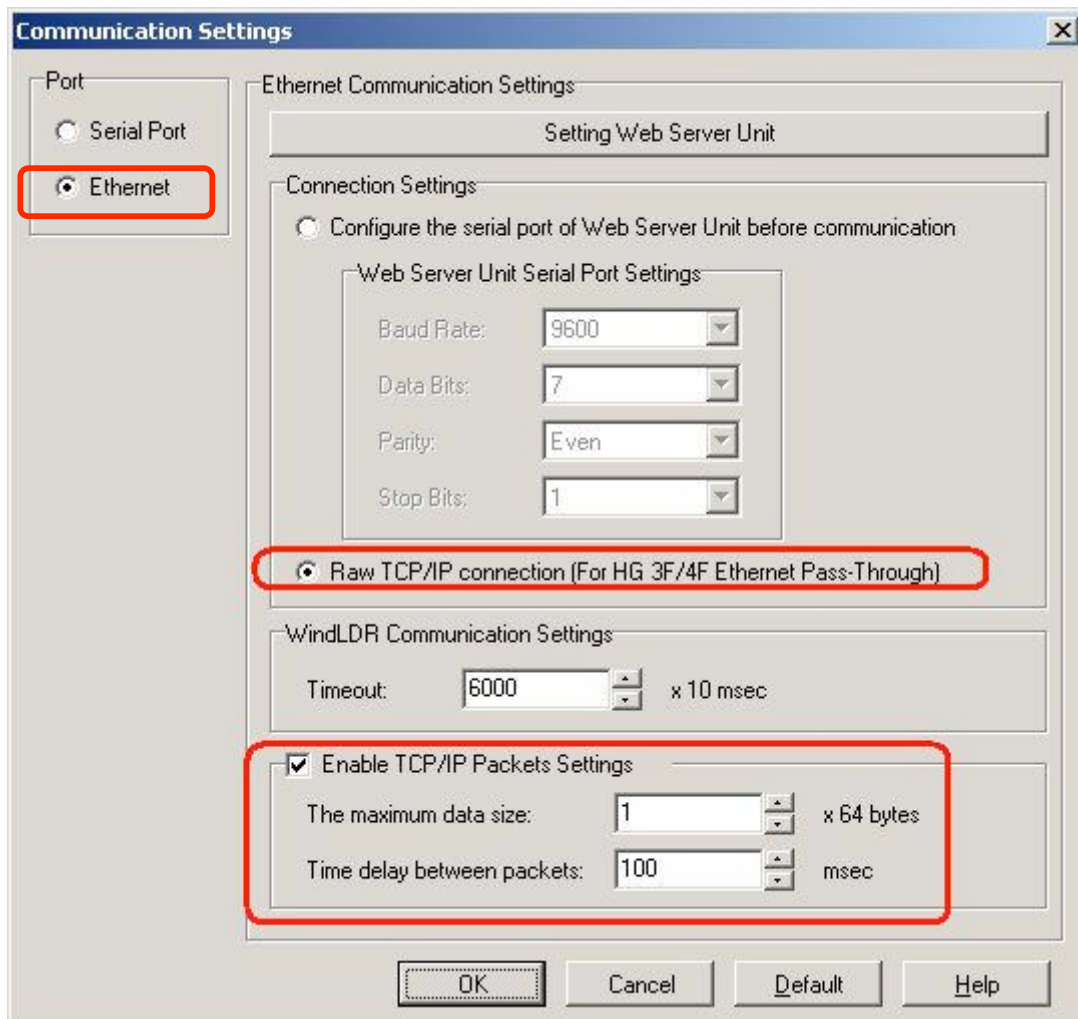 Communication Settings
Port
Serial Port
Ethernet
Ethernet Communication Settings
Setting Web Server Unit
Connection Settings
Configure the serial port of Web Server Unit before communication
Web Server Unit Serial Port Settings
Baud Rate: 9600
Data Bits: 7
Parity: Even
Stop Bits: 1
Raw TCP/IP connection (For HG 3F/4F Ethernet Pass-Through)
WindLDR Communication Settings
Timeout: 6000 x 10 msec
Enable TCP/IP Packets Settings
The maximum data size: 1 x 64 bytes
Time delay between packets: 100 msec
OK Cancel Default Help